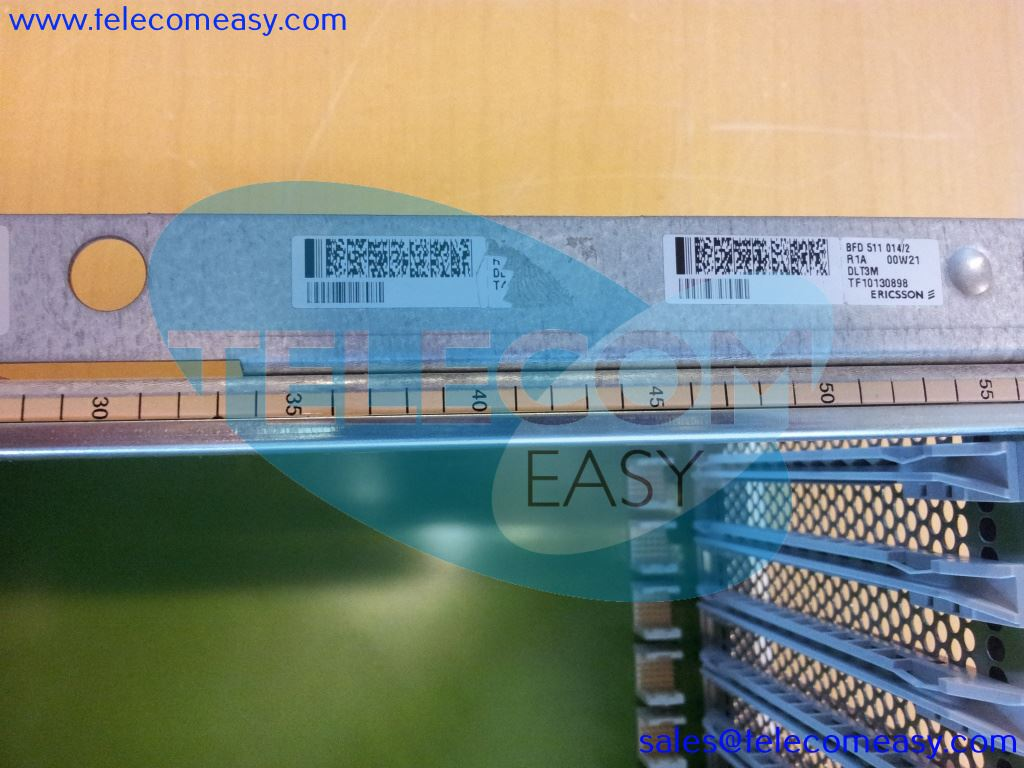 www.telecomeasy.com
BFD 511 014/2
R1A 00W21
DLT3M
TF10130898
ERICSSON
TELECOM
EASY
30 35 40 45 50 55
sales@telecomeasy.com